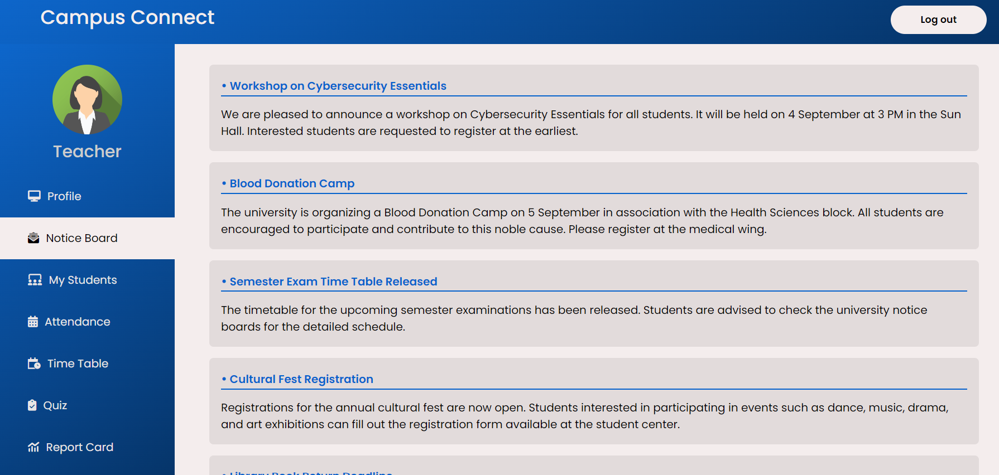 Campus Connect
Log out
Teacher
Profile
Notice Board
My Students
Attendance
Time Table
Quiz
Report Card
• Workshop on Cybersecurity Essentials
We are pleased to announce a workshop on Cybersecurity Essentials for all students. It will be held on 4 September at 3 PM in the Sun
Hall. Interested students are requested to register at the earliest.
• Blood Donation Camp
The university is organizing a Blood Donation Camp on 5 September in association with the Health Sciences block. All students are
encouraged to participate and contribute to this noble cause. Please register at the medical wing.
• Semester Exam Time Table Released
The timetable for the upcoming semester examinations has been released. Students are advised to check the university notice
boards for the detailed schedule.
• Cultural Fest Registration
Registrations for the annual cultural fest are now open. Students interested in participating in events such as dance, music, drama,
and art exhibitions can fill out the registration form available at the student center.
• Library Book Return Deadline